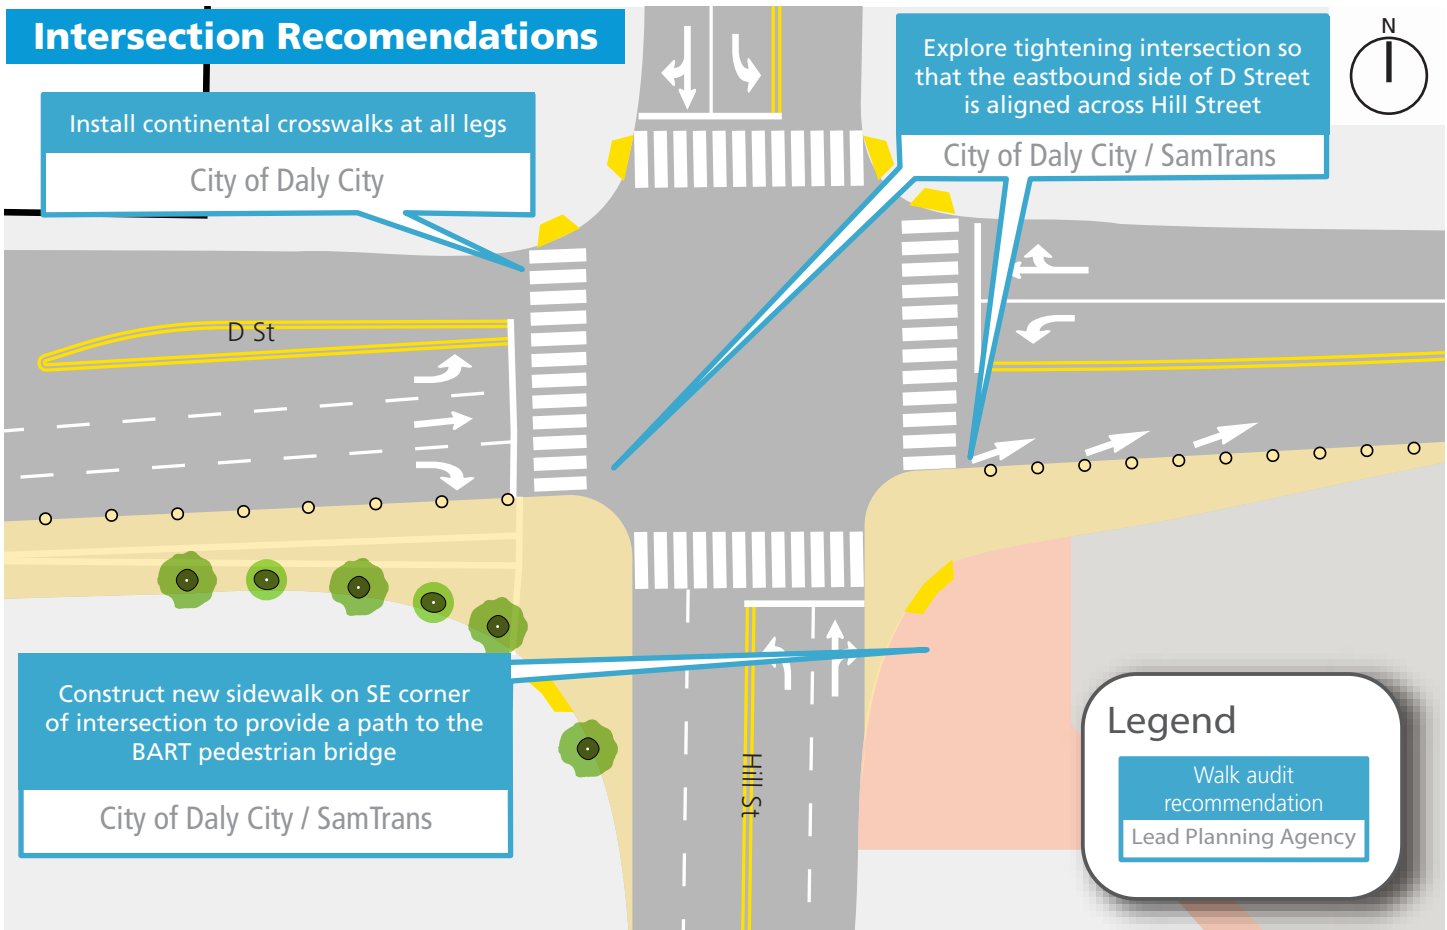 Intersection Recomendations
Install continental crosswalks at all legs
City of Daly City
Explore tightening intersection so
that the eastbound side of D Street
is aligned across Hill Street
City of Daly City / SamTrans
N
D St
Construct new sidewalk on SE corner
of intersection to provide a path to the
BART pedestrian bridge
City of Daly City / SamTrans
Hill St
Legend
Walk audit
recommendation
Lead Planning Agency